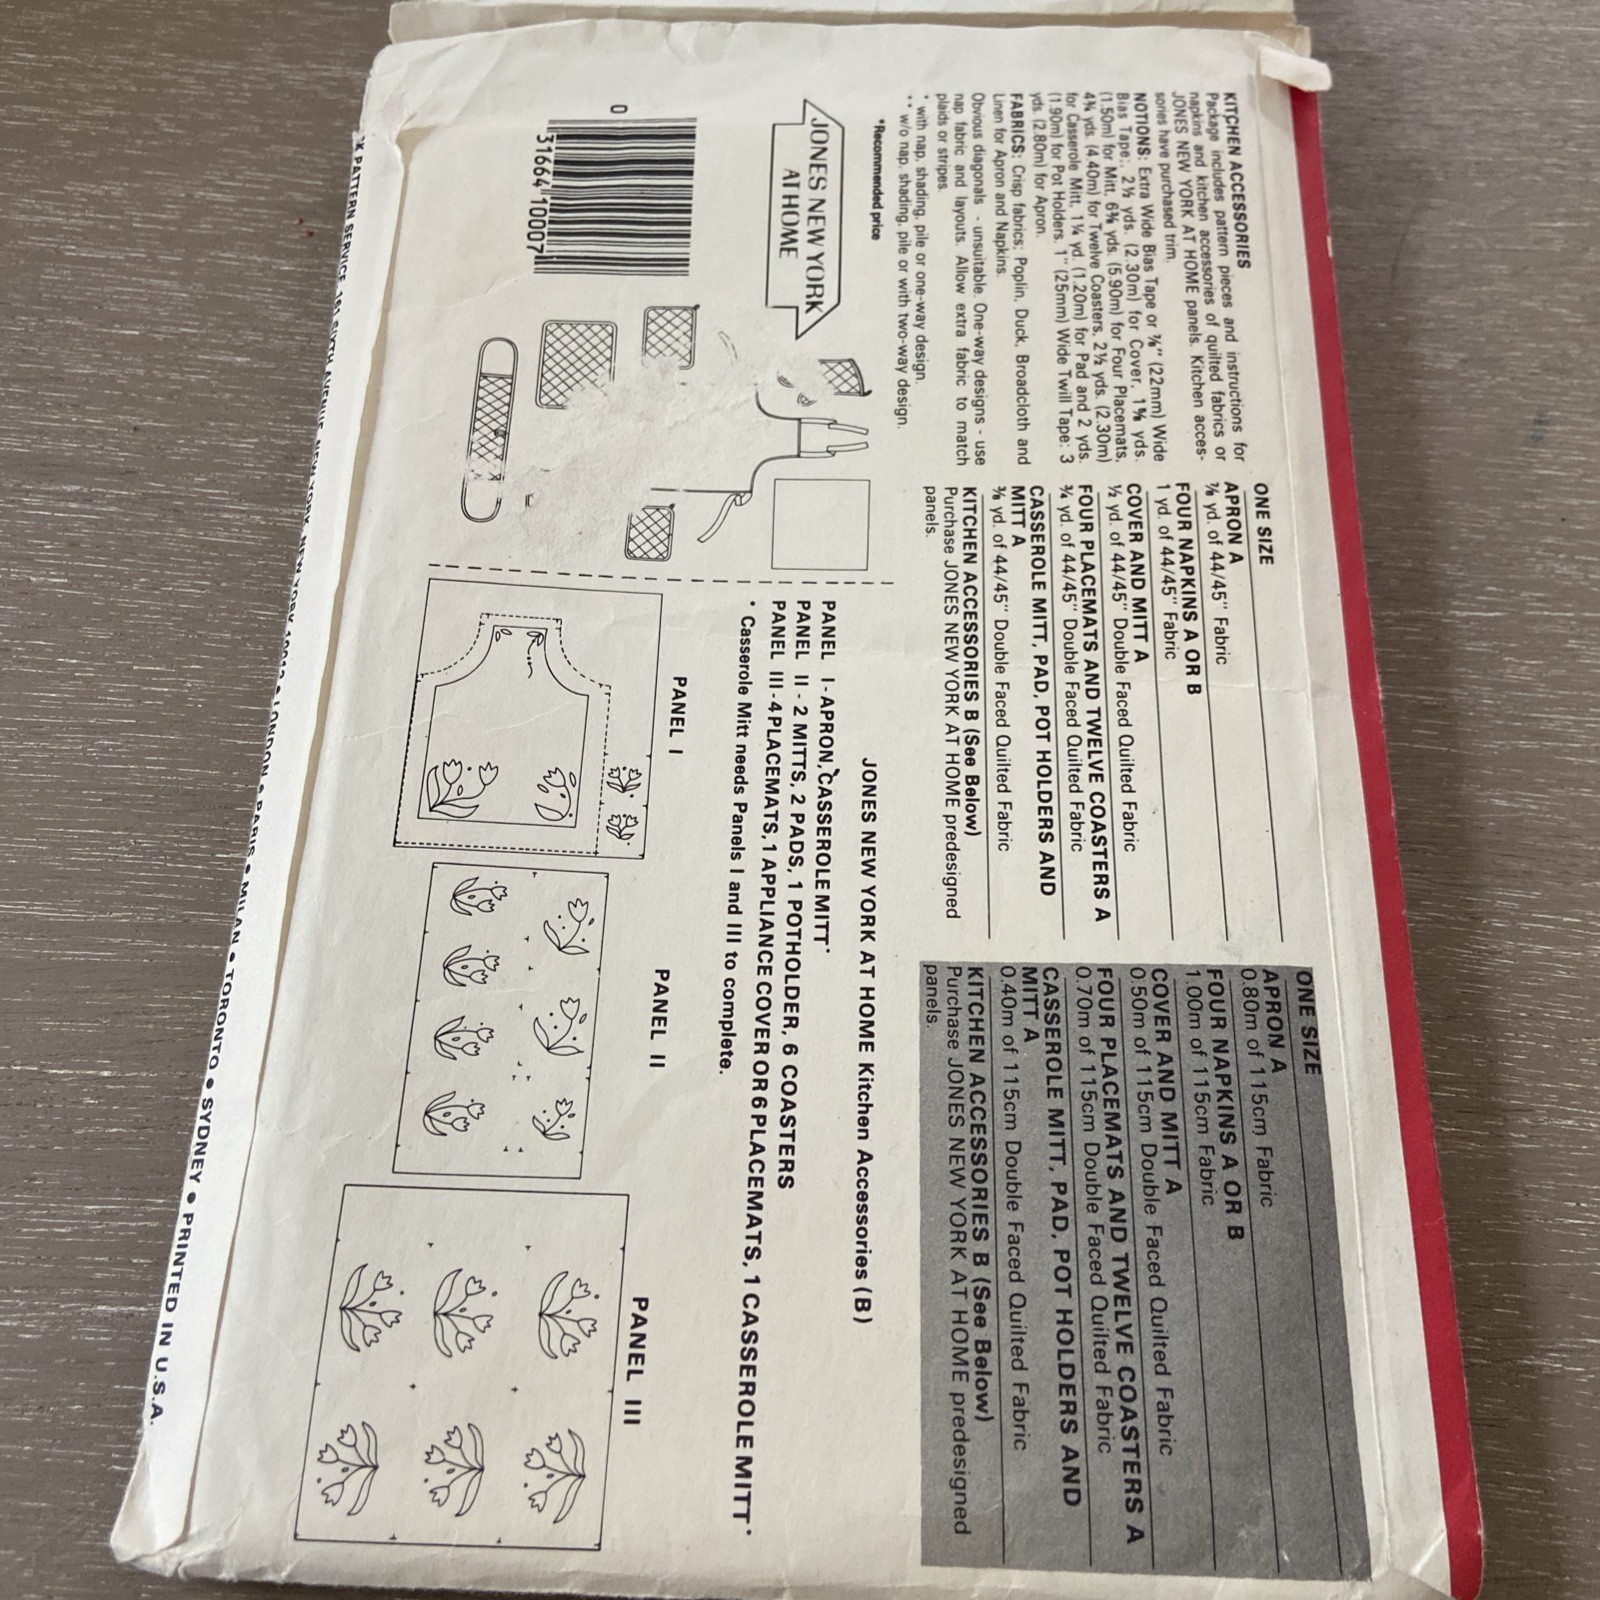 KITCHEN ACCESSORIES
Package includes pattern pieces and instructions for
napkins and kitchen accessories of quilted fabrics or
JONES NEW YORK AT HOME panels. Kitchen acces-
sories have purchased trim.
NOTIONS: Extra Wide Bias Tape or ⅞" (22mm) Wide
Bias Tape:. 2½ yds. (2.30m) for Cover, 1⅝ yds.
(1.50m) for Mitt, 6⅜ yds. (5.90m) for Four Placemats,
4¾ yds. (4.40m) for Twelve Coasters, 2½ yds. (2.30m)
for Casserole Mitt, 1¼ yd. (1.20m) for Pad and 2 yds.
(1.90m) for Pot Holders. 1" (25mm) Wide Twill Tape: 3
yds. (2.80m) for Apron.
FABRICS: Crisp fabrics: Poplin, Duck, Broadcloth and
Linen for Apron and Napkins.
Obvious diagonals - unsuitable. One-way designs - use
nap fabric and layouts. Allow extra fabric to match
plaids or stripes.
* with nap, shading, pile or one-way design.
** w/o nap, shading, pile or with two-way design.
*Recommended price
JONES NEW YORK
AT HOME
0 31664 10007
ONE SIZE
APRON A
⅞ yd. of 44/45" Fabric
FOUR NAPKINS A OR B
1 yd. of 44/45" Fabric
COVER AND MITT A
½ yd. of 44/45" Double Faced Quilted Fabric
FOUR PLACEMATS AND TWELVE COASTERS A
¾ yd. of 44/45" Double Faced Quilted Fabric
CASSEROLE MITT, PAD, POT HOLDERS AND
MITT A
⅜ yd. of 44/45" Double Faced Quilted Fabric
KITCHEN ACCESSORIES B (See Below)
Purchase JONES NEW YORK AT HOME predesigned
panels.
ONE SIZE
APRON A
0.80m of 115cm Fabric
FOUR NAPKINS A OR B
1.00m of 115cm Fabric
COVER AND MITT A
0.50m of 115cm Double Faced Quilted Fabric
FOUR PLACEMATS AND TWELVE COASTERS A
0.70m of 115cm Double Faced Quilted Fabric
CASSEROLE MITT, PAD, POT HOLDERS AND
MITT A
0.40m of 115cm Double Faced Quilted Fabric
KITCHEN ACCESSORIES B (See Below)
Purchase JONES NEW YORK AT HOME predesigned
panels.
JONES NEW YORK AT HOME Kitchen Accessories (B)
PANEL I - APRON, CASSEROLE MITT*
PANEL II - 2 MITTS, 2 PADS, 1 POTHOLDER, 6 COASTERS
PANEL III - 4 PLACEMATS, 1 APPLIANCE COVER OR 6 PLACEMATS, 1 CASSEROLE MITT*
* Casserole Mitt needs Panels I and III to complete.
PANEL I
PANEL II
PANEL III
PATTERN SERVICE, 161 SIXTH AVENUE, NEW YORK, NEW YORK 10013 • LONDON • PARIS • MILAN • TORONTO • SYDNEY • PRINTED IN U.S.A.